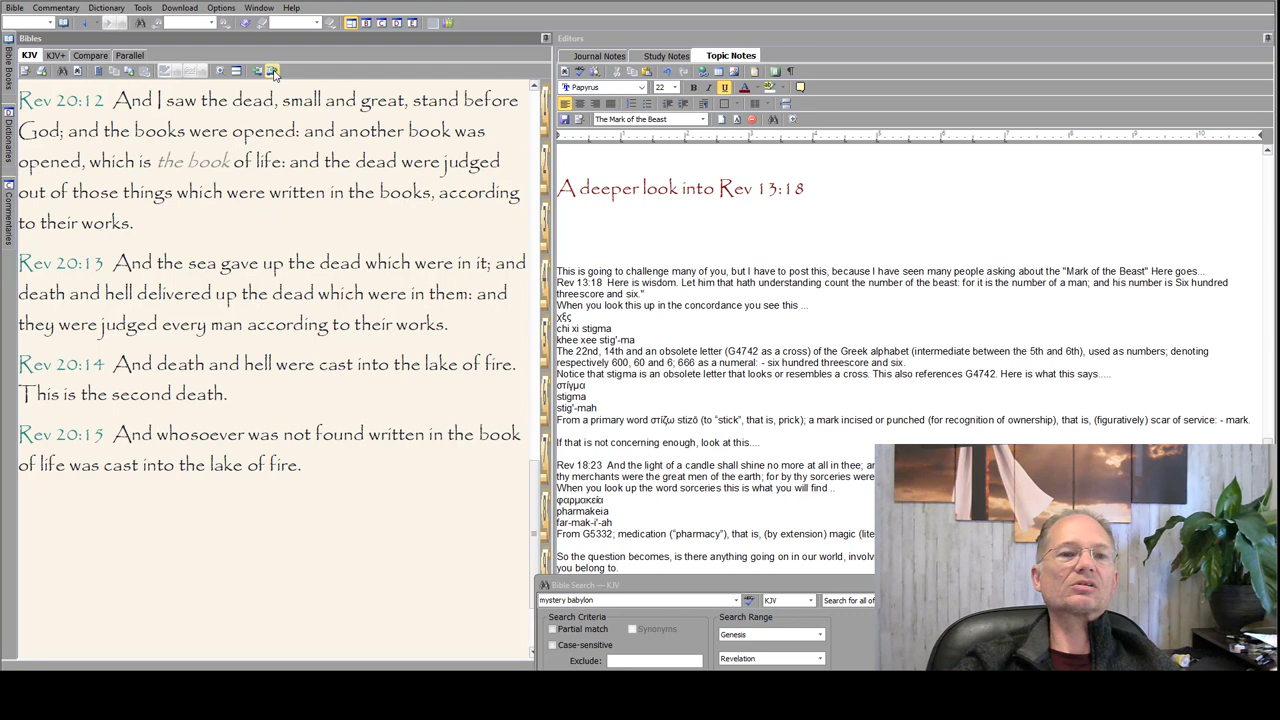 Bible Commentary Dictionary Tools Download Options Window Help
B C D E
Bibles
KJV KJV+ Compare Parallel
Bible Books
Dictionaries
Commentaries
Rev 20:12 And I saw the dead, small and great, stand before
God; and the books were opened: and another book was
opened, which is the book of life: and the dead were judged
out of those things which were written in the books, according
to their works.
Rev 20:13 And the sea gave up the dead which were in it; and
death and hell delivered up the dead which were in them: and
they were judged every man according to their works.
Rev 20:14 And death and hell were cast into the lake of fire.
This is the second death.
Rev 20:15 And whosoever was not found written in the book
of life was cast into the lake of fire.
Editors
Journal Notes Study Notes Topic Notes
Papyrus 22 B I U
The Mark of the Beast
1 2 3 4 5 6 7 8 9 10
A deeper look into Rev 13:18
This is going to challenge many of you, but I have to post this, because I have seen many people asking about the "Mark of the Beast" Here goes...
Rev 13:18 Here is wisdom. Let him that hath understanding count the number of the beast: for it is the number of a man; and his number is Six hundred
threescore and six."
When you look this up in the concordance you see this ...
χξς
chi xi stigma
khee xee stig'-ma
The 22nd, 14th and an obsolete letter (G4742 as a cross) of the Greek alphabet (intermediate between the 5th and 6th), used as numbers; denoting
respectively 600, 60 and 6; 666 as a numeral: - six hundred threescore and six.
Notice that stigma is an obsolete letter that looks or resembles a cross. This also references G4742. Here is what this says.....
στίγμα
stigma
stig'-mah
From a primary word στίζω stizō (to “stick”, that is, prick); a mark incised or punched (for recognition of ownership), that is, (figuratively) scar of service: - mark.
If that is not concerning enough, look at this....
Rev 18:23 And the light of a candle shall shine no more at all in thee; an
thy merchants were the great men of the earth; for by thy sorceries were
When you look up the word sorceries this is what you will find ..
φαρμακεία
pharmakeia
far-mak-i'-ah
From G5332; medication (“pharmacy”), that is, (by extension) magic (lite
So the question becomes, is there anything going on in our world, involv
you belong to.
Bible Search — KJV
mystery babylon KJV Search for all of
Search Criteria Search Range
Partial match Synonyms Genesis
Case-sensitive
Exclude: Revelation